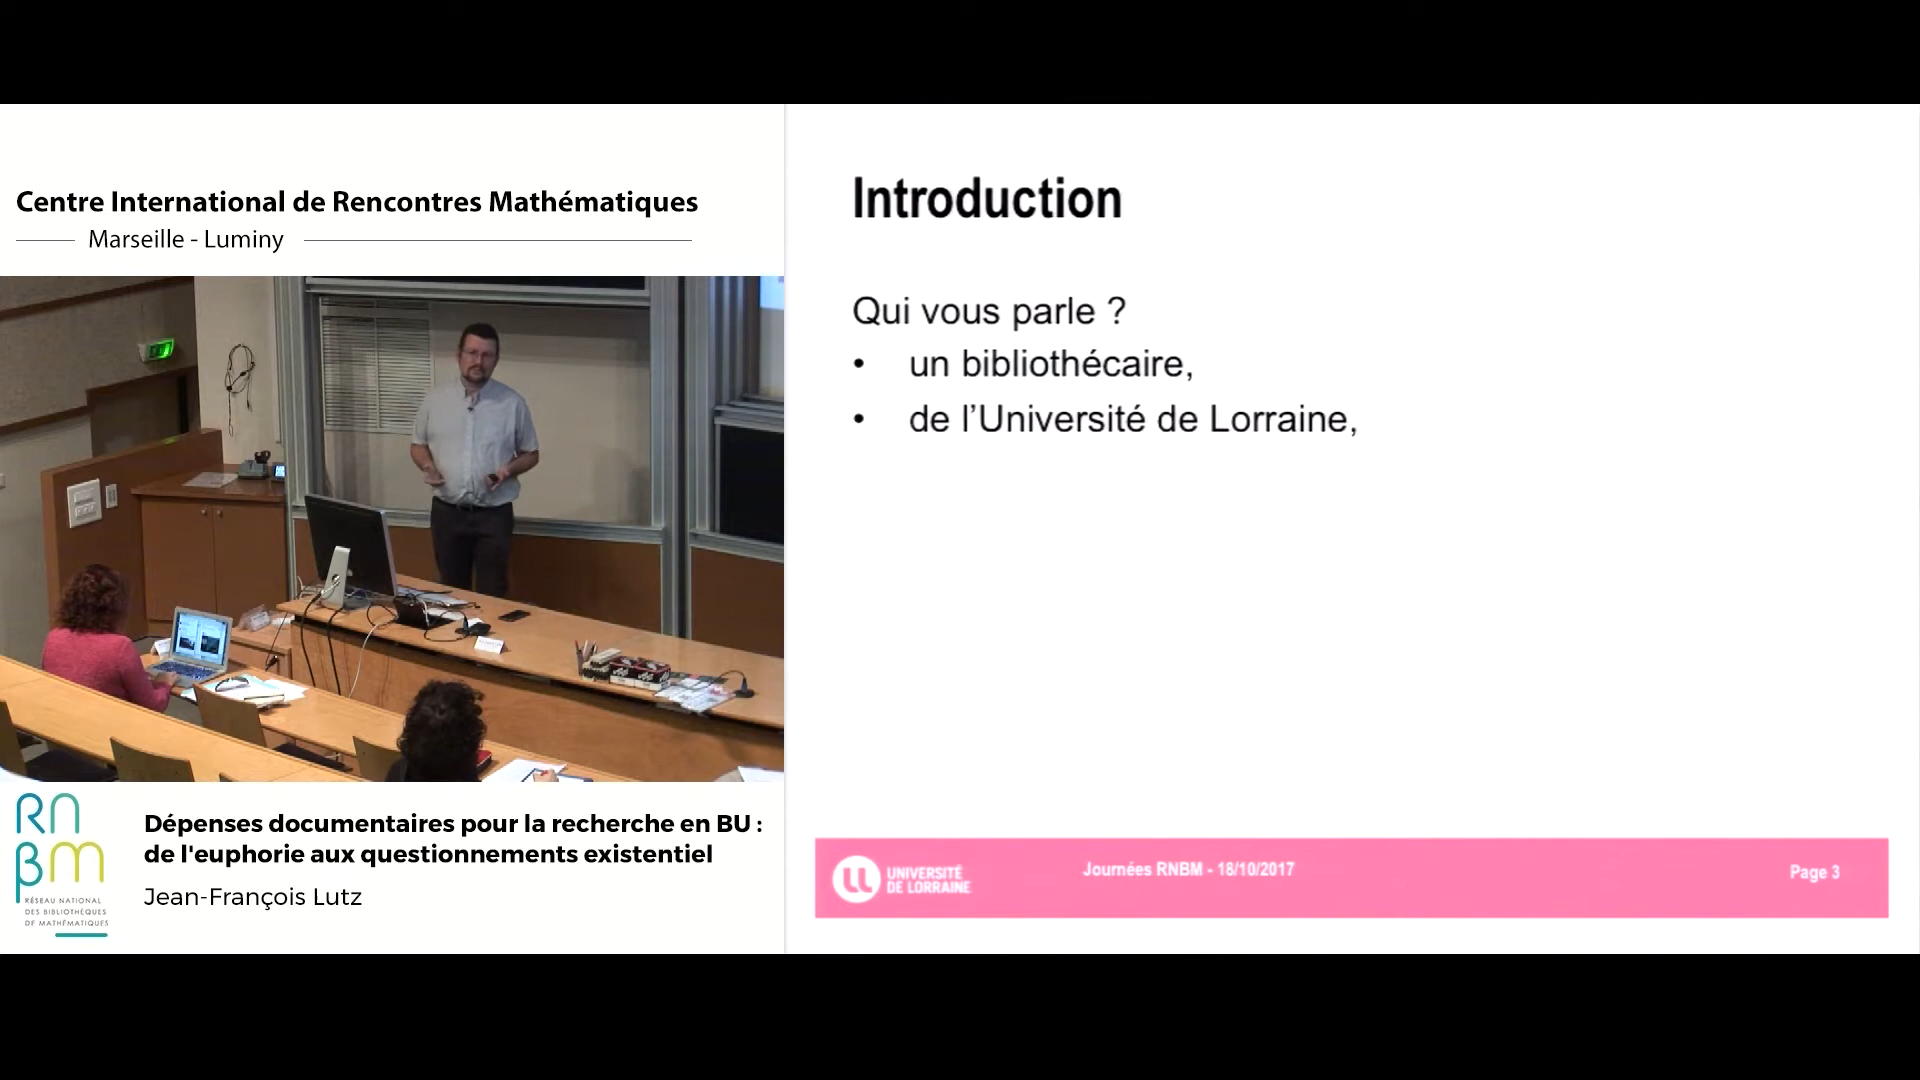 Centre International de Rencontres Mathématiques
Marseille - Luminy
RNBM
RÉSEAU NATIONAL
DES BIBLIOTHÈQUES
DE MATHÉMATIQUES
Dépenses documentaires pour la recherche en BU :
de l'euphorie aux questionnements existentiel
Jean-François Lutz
Introduction
Qui vous parle ?
• un bibliothécaire,
• de l’Université de Lorraine,
UNIVERSITÉ
DE LORRAINE
Journées RNBM - 18/10/2017
Page 3